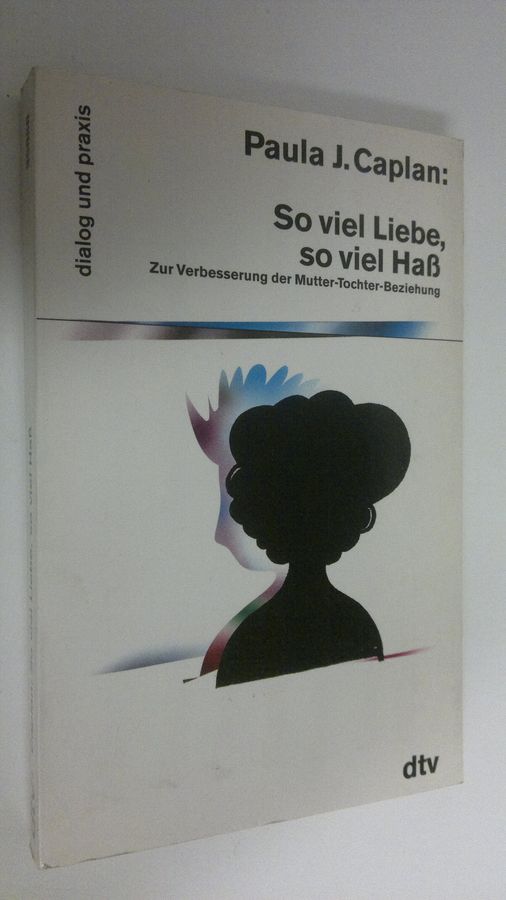 dialog und praxis
Paula J. Caplan:
So viel Liebe,
so viel Haß
Zur Verbesserung der Mutter-Tochter-Beziehung
dtv